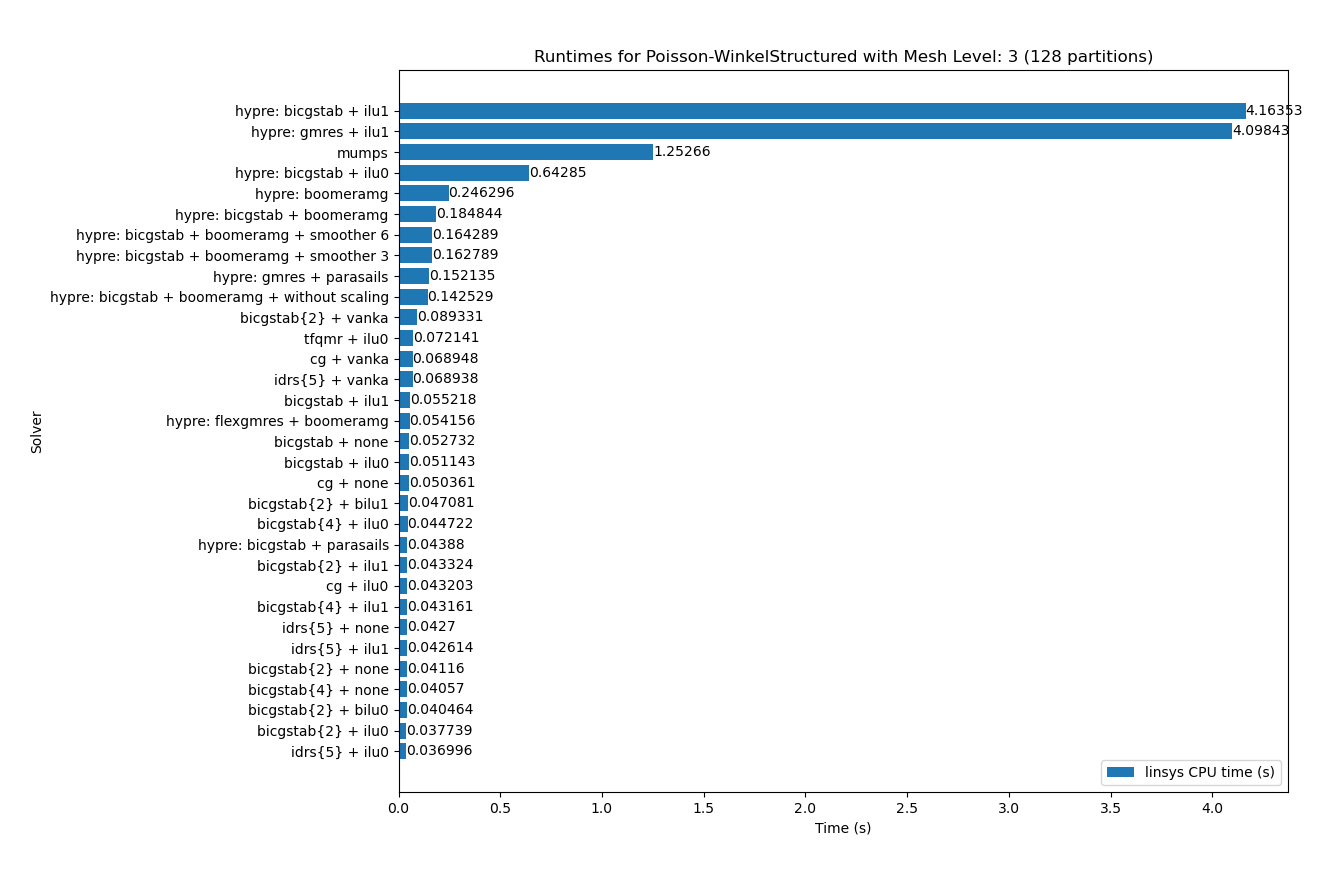 Runtimes for Poisson-WinkelStructured with Mesh Level: 3 (128 partitions)
hypre: bicgstab + ilu1 4.16353
hypre: gmres + ilu1 4.09843
mumps 1.25266
hypre: bicgstab + ilu0 0.64285
hypre: boomeramg 0.246296
hypre: bicgstab + boomeramg 0.184844
hypre: bicgstab + boomeramg + smoother 6 0.164289
hypre: bicgstab + boomeramg + smoother 3 0.162789
hypre: gmres + parasails 0.152135
hypre: bicgstab + boomeramg + without scaling 0.142529
bicgstab{2} + vanka 0.089331
tfqmr + ilu0 0.072141
cg + vanka 0.068948
idrs{5} + vanka 0.068938
bicgstab + ilu1 0.055218
hypre: flexgmres + boomeramg 0.054156
bicgstab + none 0.052732
bicgstab + ilu0 0.051143
cg + none 0.050361
bicgstab{2} + bilu1 0.047081
bicgstab{4} + ilu0 0.044722
hypre: bicgstab + parasails 0.04388
bicgstab{2} + ilu1 0.043324
cg + ilu0 0.043203
bicgstab{4} + ilu1 0.043161
idrs{5} + none 0.0427
idrs{5} + ilu1 0.042614
bicgstab{2} + none 0.04116
bicgstab{4} + none 0.04057
bicgstab{2} + bilu0 0.040464
bicgstab{2} + ilu0 0.037739
idrs{5} + ilu0 0.036996
Solver
linsys CPU time (s)
0.0 0.5 1.0 1.5 2.0 2.5 3.0 3.5 4.0
Time (s)